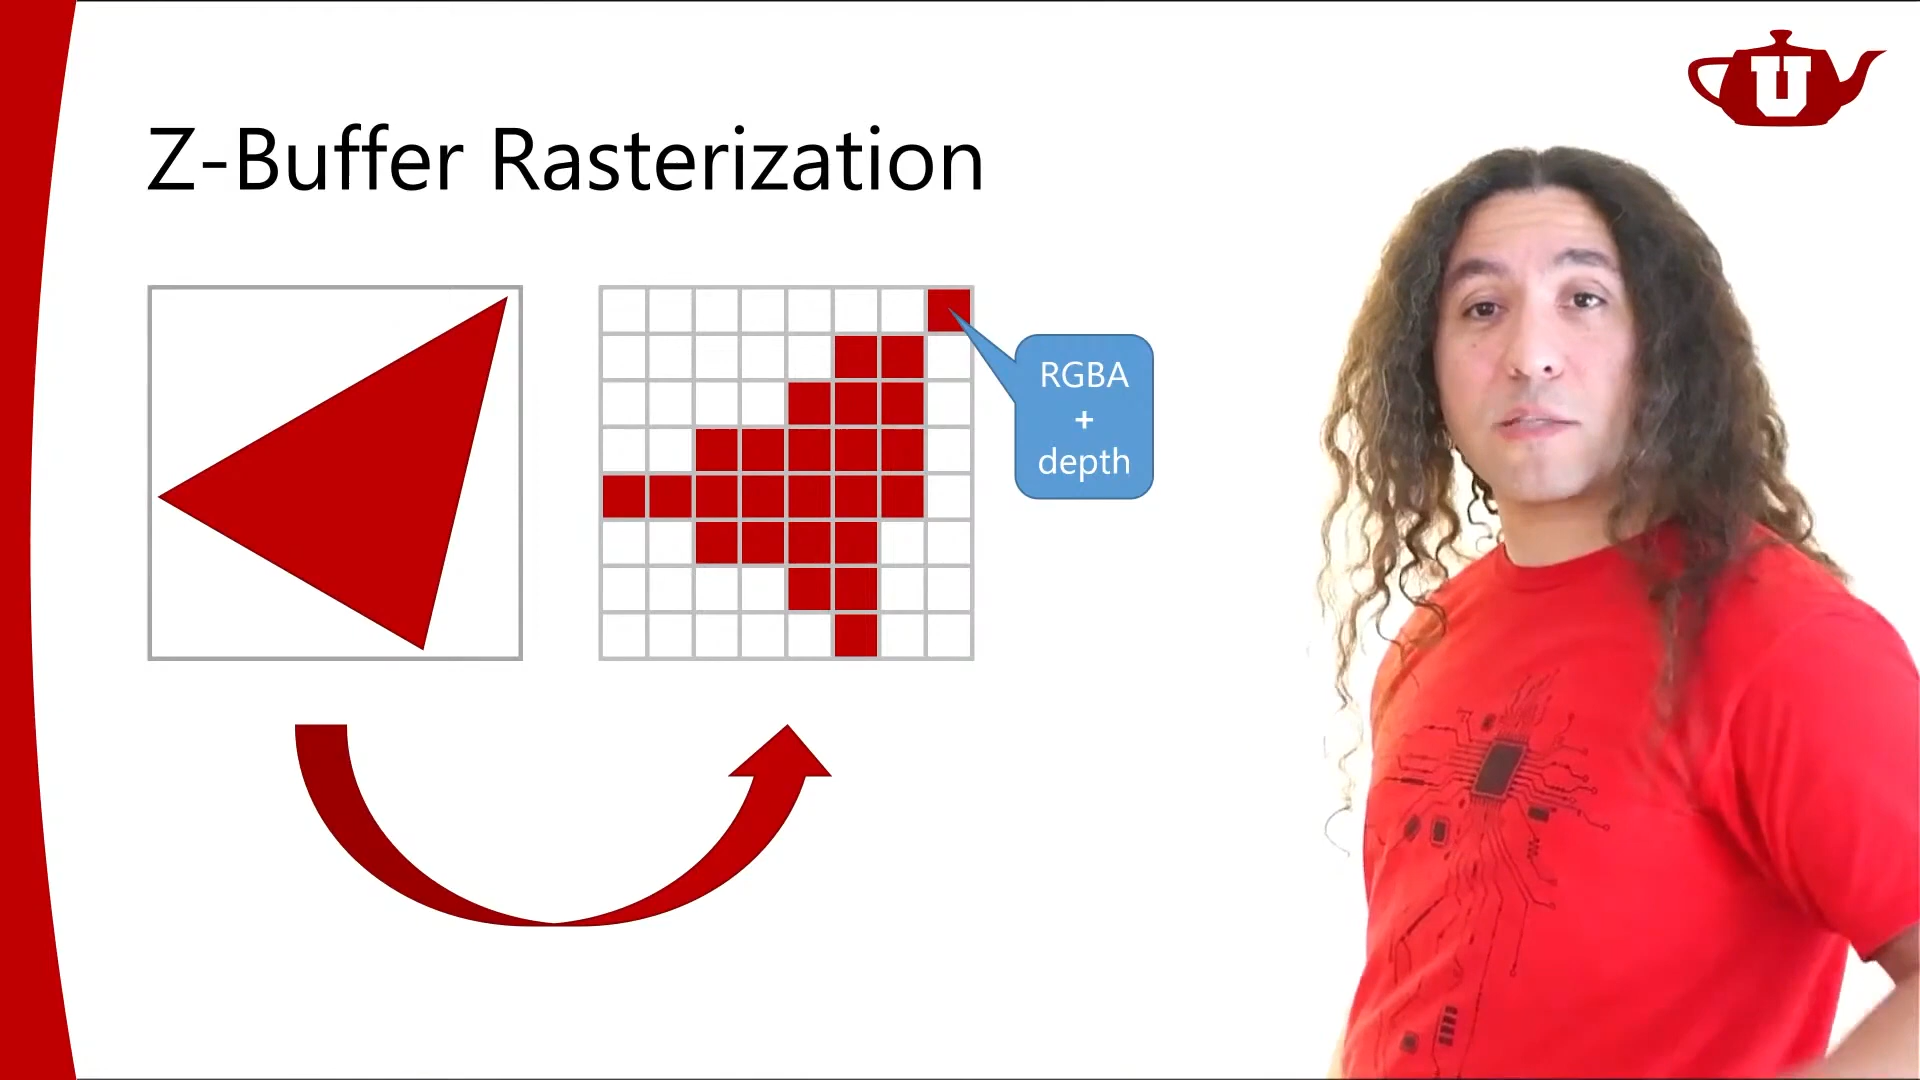 U
Z-Buffer Rasterization
RGBA
+
depth